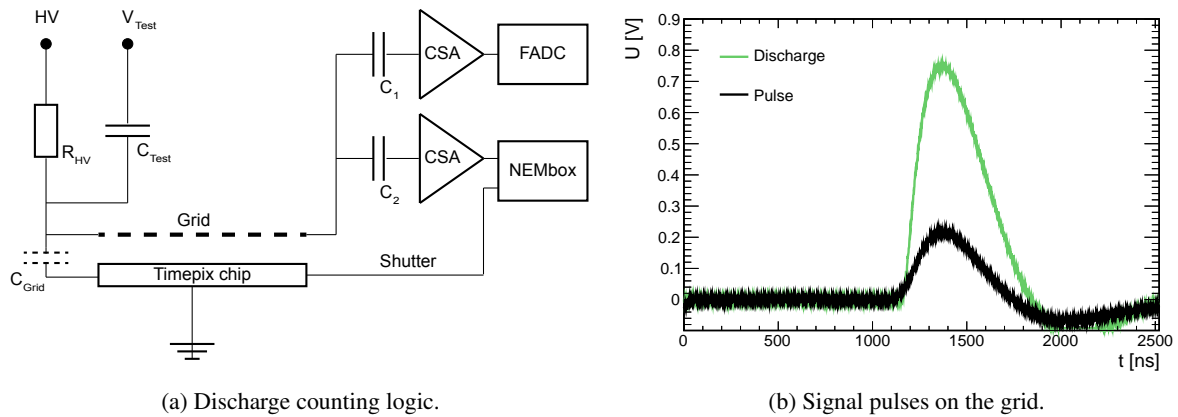 HV
V_Test
R_HV
C_Test
C_1
CSA
FADC
C_2
CSA
NEMbox
Grid
C_Grid
Timepix chip
Shutter
U [V]
0.9
0.8
0.7
0.6
0.5
0.4
0.3
0.2
0.1
0
Discharge
Pulse
0 500 1000 1500 2000 2500
t [ns]
(a) Discharge counting logic.
(b) Signal pulses on the grid.